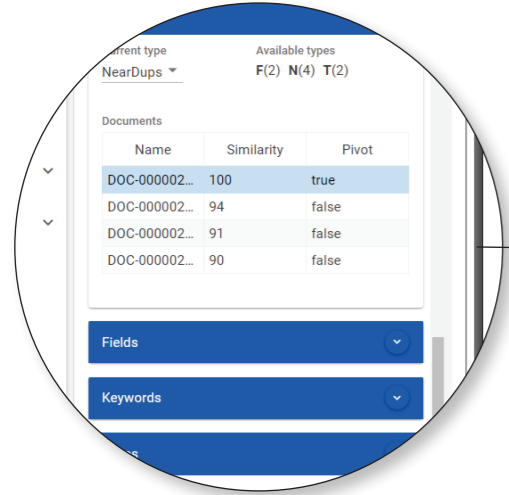 Current type Available types
NearDups F(2) N(4) T(2)
Documents
Name Similarity Pivot
DOC-000002... 100 true
DOC-000002... 94 false
DOC-000002... 91 false
DOC-000002... 90 false
Fields
Keywords